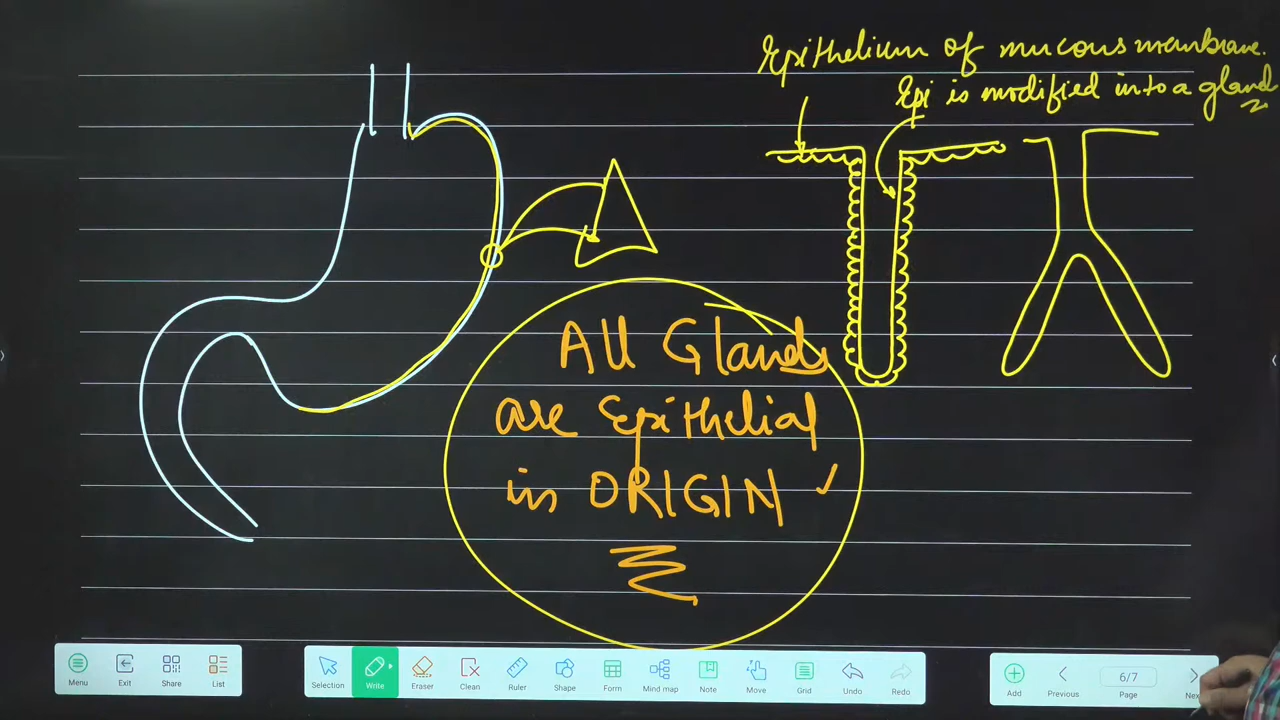 Epithelium of mucous manbrane.
Epi is modified into a gland
All Glands
are Epithelial
in ORIGIN ✓
Menu
Exit
Share
List
Selection
Write
Eraser
Clean
Ruler
Shape
Form
Mind map
Note
Move
Grid
Undo
Redo
Add
Previous
6/7
Page